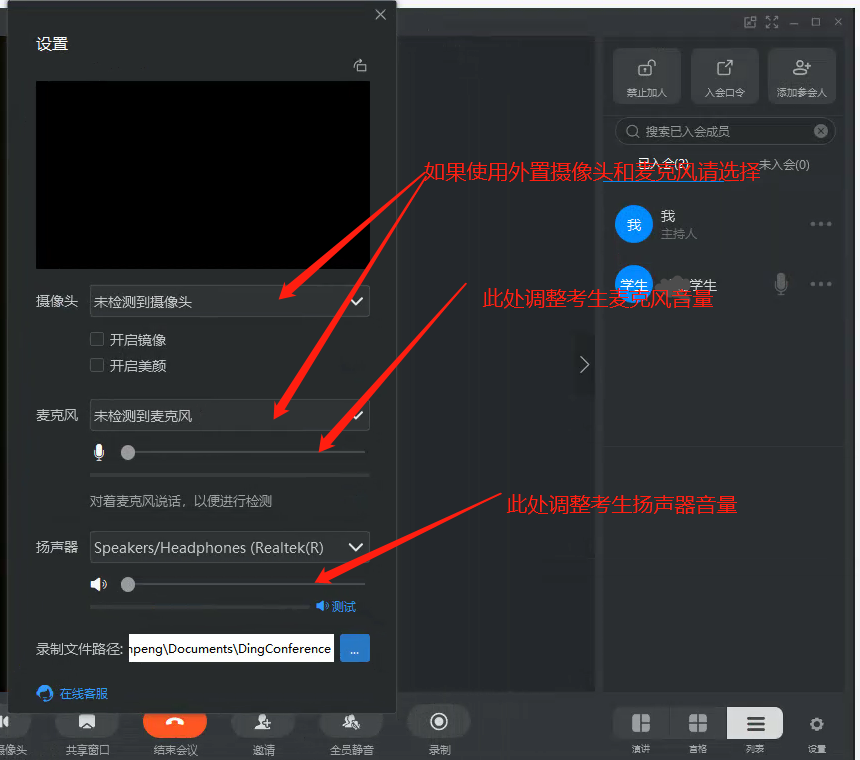 设置
禁止加人
入会口令
添加参会人
搜索已入会成员
已入会(2)
未入会(0)
如果使用外置摄像头和麦克风请选择
我
我
主持人
学生
学生
此处调整考生麦克风音量
摄像头
未检测到摄像头
开启镜像
开启美颜
麦克风
未检测到麦克风
对着麦克风说话，以便进行检测
此处调整考生扬声器音量
扬声器
Speakers/Headphones (Realtek(R)
测试
录制文件路径:
npeng\Documents\DingConference
...
在线客服
摄像头
共享窗口
结束会议
邀请
全员静音
录制
演讲
宫格
列表
设置